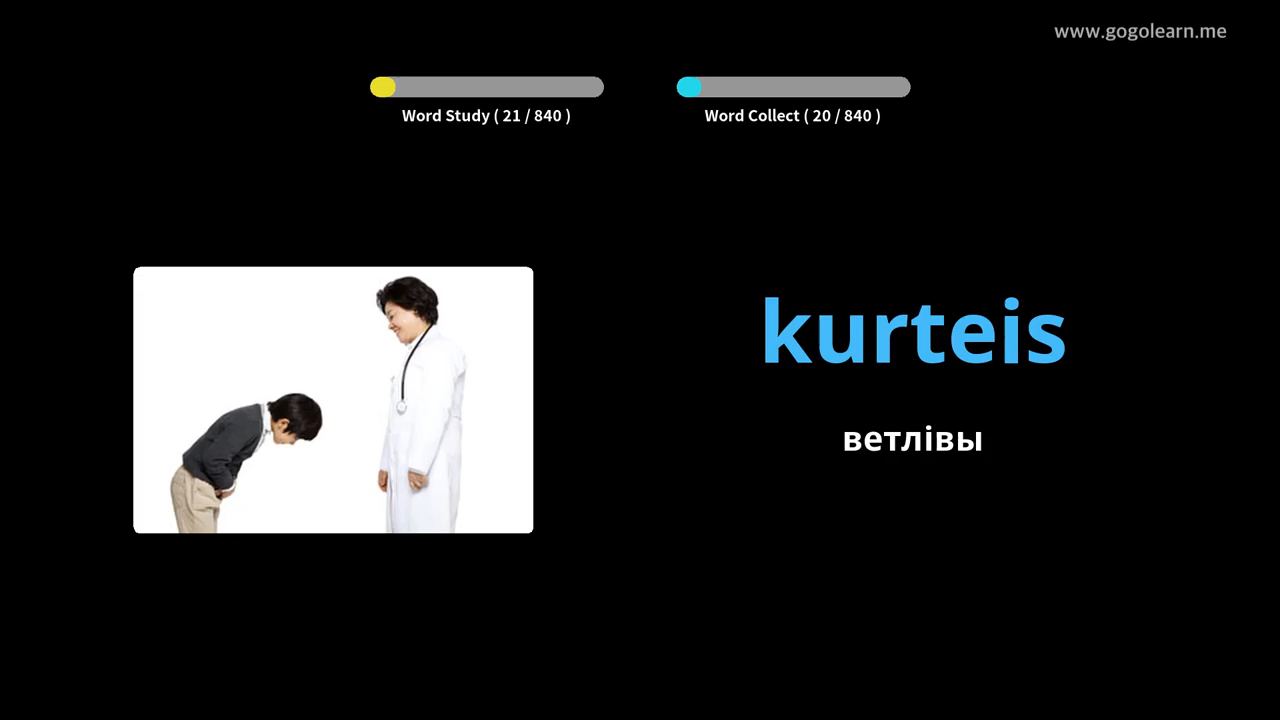 www.gogolearn.me
Word Study ( 21 / 840 )
Word Collect ( 20 / 840 )
kurteis
ветлівы